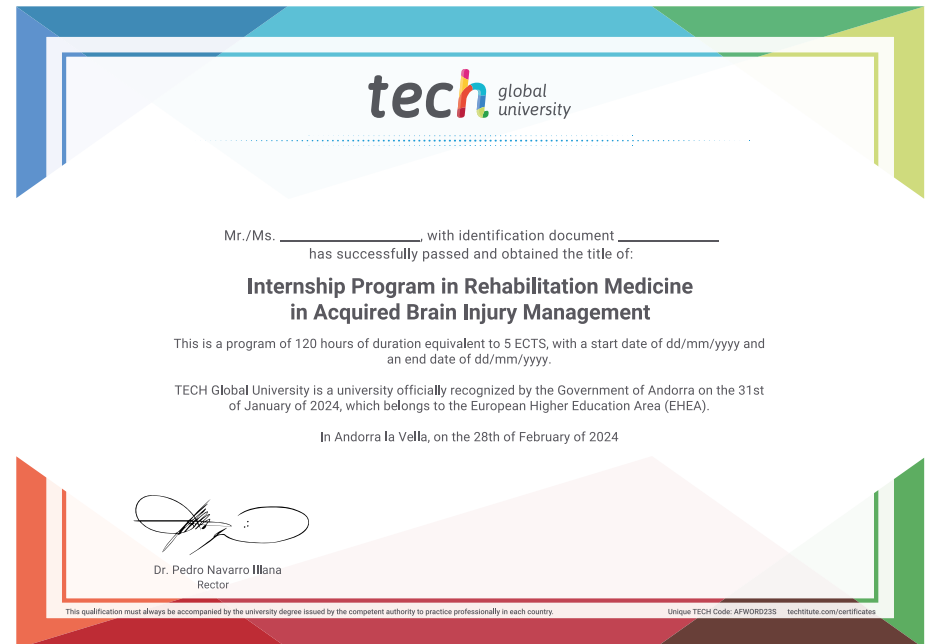 tech global university
Mr./Ms. ____________________, with identification document ______________
has successfully passed and obtained the title of:
Internship Program in Rehabilitation Medicine
in Acquired Brain Injury Management
This is a program of 120 hours of duration equivalent to 5 ECTS, with a start date of dd/mm/yyyy and
an end date of dd/mm/yyyy.
TECH Global University is a university officially recognized by the Government of Andorra on the 31st
of January of 2024, which belongs to the European Higher Education Area (EHEA).
In Andorra la Vella, on the 28th of February of 2024
Dr. Pedro Navarro Illana
Rector
This qualification must always be accompanied by the university degree issued by the competent authority to practice professionally in each country.
Unique TECH Code: AFWORD23S techtitute.com/certificates